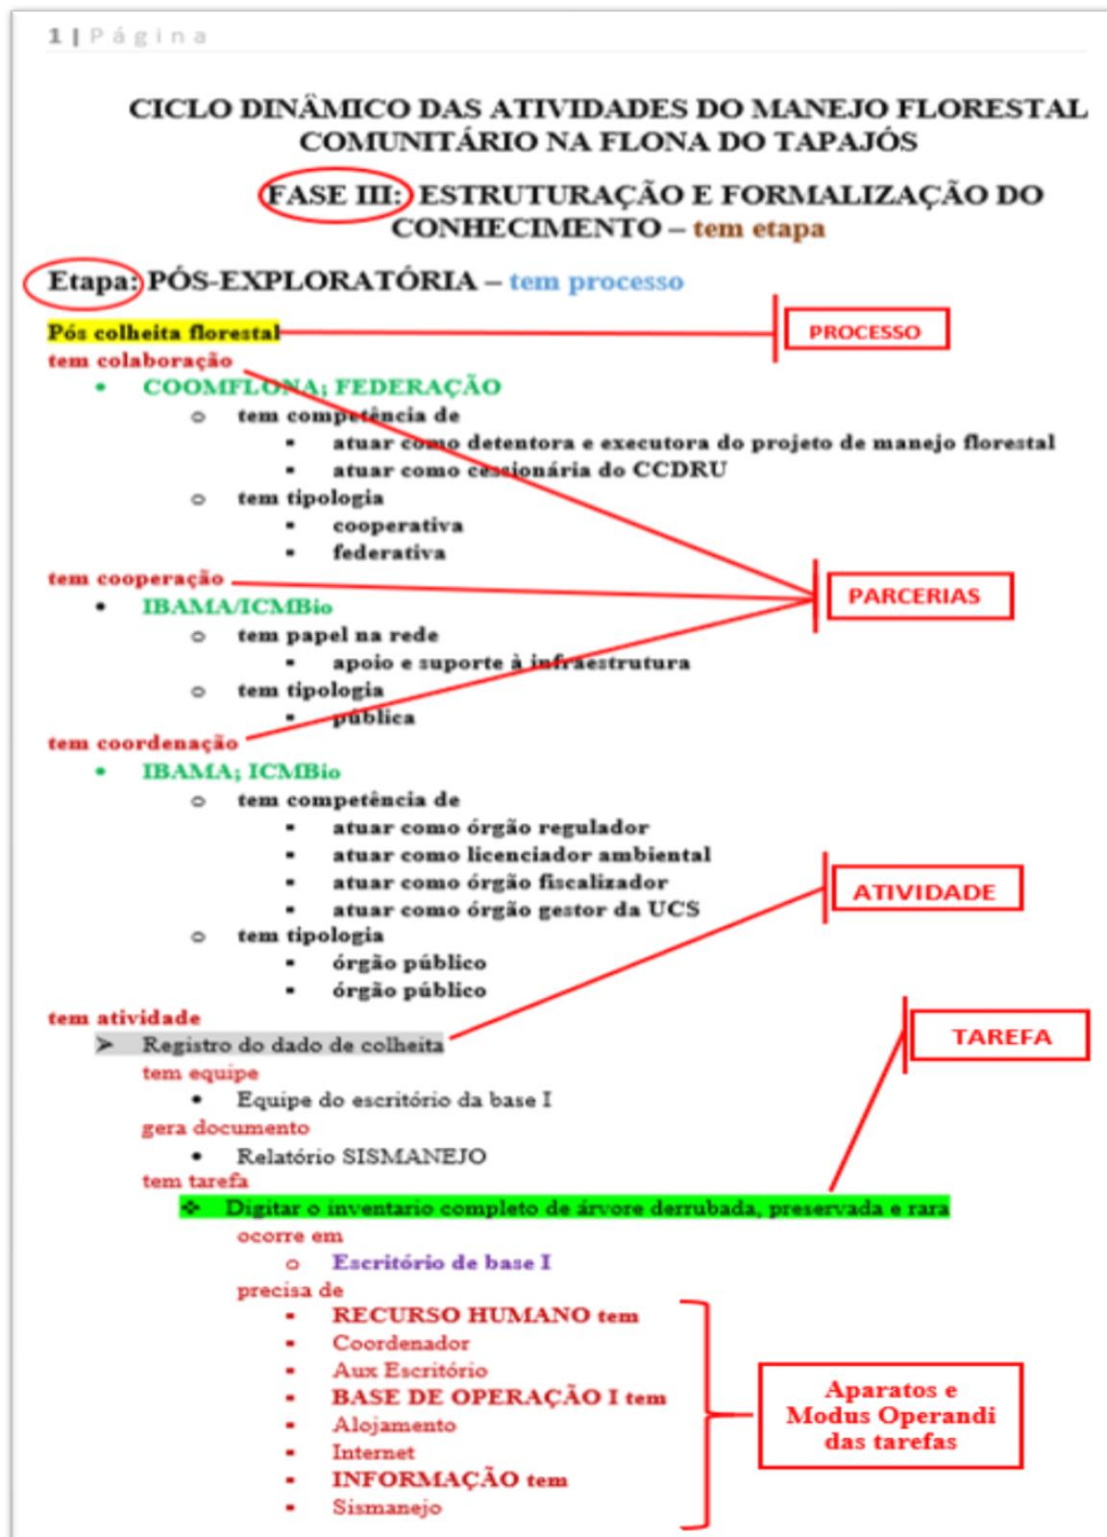 1 | Página
CICLO DINÂMICO DAS ATIVIDADES DO MANEJO FLORESTAL
COMUNITÁRIO NA FLONA DO TAPAJÓS
FASE III: ESTRUTURAÇÃO E FORMALIZAÇÃO DO
CONHECIMENTO – tem etapa
Etapa: PÓS-EXPLORATÓRIA – tem processo
Pós colheita florestal
PROCESSO
tem colaboração
• COOMFLONA; FEDERAÇÃO
o tem competência de
▪ atuar como detentora e executora do projeto de manejo florestal
▪ atuar como cessionária do CCDRU
o tem tipologia
▪ cooperativa
▪ federativa
tem cooperação
PARCERIAS
• IBAMA/ICMBio
o tem papel na rede
▪ apoio e suporte à infraestrutura
o tem tipologia
▪ pública
tem coordenação
• IBAMA; ICMBio
o tem competência de
▪ atuar como órgão regulador
▪ atuar como licenciador ambiental
▪ atuar como órgão fiscalizador
ATIVIDADE
▪ atuar como órgão gestor da UCS
o tem tipologia
▪ órgão público
▪ órgão público
tem atividade
➢ Registro do dado de colheita
TAREFA
tem equipe
• Equipe do escritório da base I
gera documento
• Relatório SISMANEJO
tem tarefa
❖ Digitar o inventario completo de árvore derrubada, preservada e rara
ocorre em
o Escritório de base I
precisa de
▪ RECURSO HUMANO tem
▪ Coordenador
▪ Aux Escritório
▪ BASE DE OPERAÇÃO I tem
▪ Alojamento
▪ Internet
▪ INFORMAÇÃO tem
▪ Sismanejo
Aparatos e
Modus Operandi
das tarefas